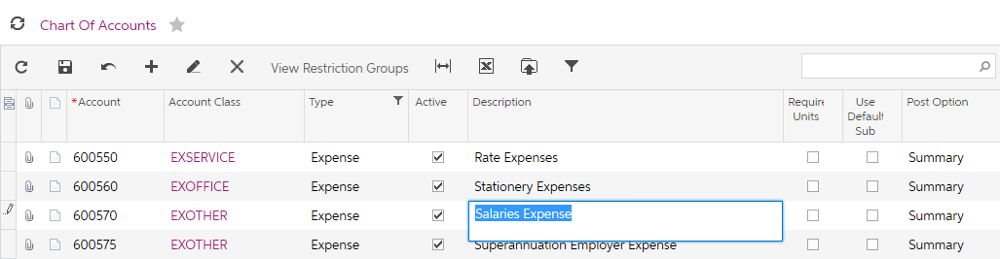 Chart Of Accounts
View Restriction Groups
*Account Account Class Type Active Description Require Units Use Default Sub Post Option
600550 EXSERVICE Expense Rate Expenses Summary
600560 EXOFFICE Expense Stationery Expenses Summary
600570 EXOTHER Expense Salaries Expense Summary
600575 EXOTHER Expense Superannuation Employer Expense Summary